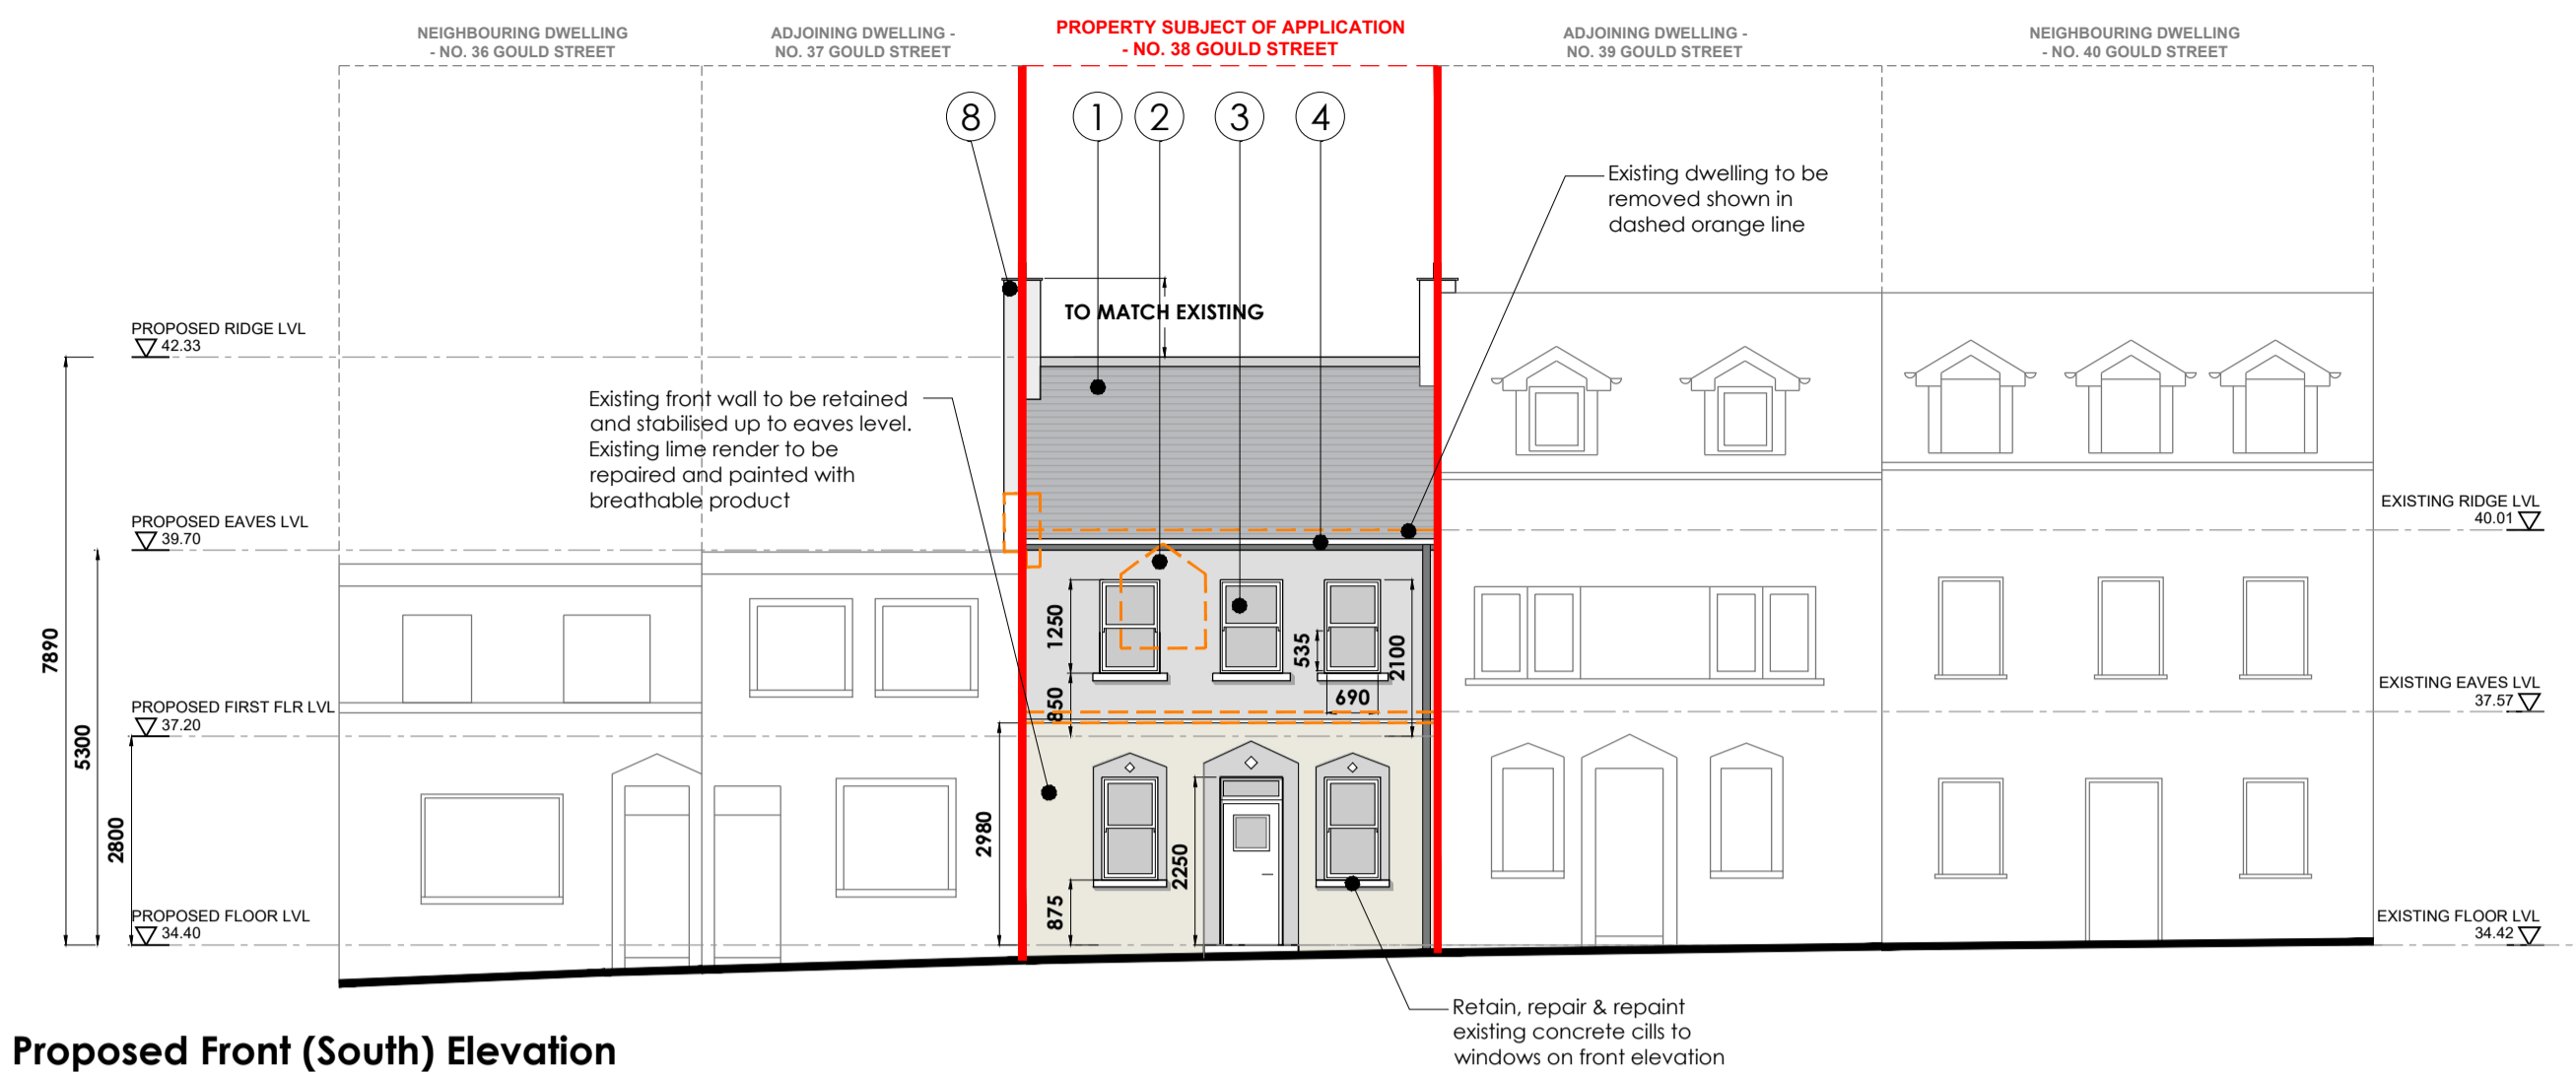 NEIGHBOURING DWELLING
- NO. 36 GOULD STREET
ADJOINING DWELLING -
NO. 37 GOULD STREET
PROPERTY SUBJECT OF APPLICATION
- NO. 38 GOULD STREET
ADJOINING DWELLING -
NO. 39 GOULD STREET
NEIGHBOURING DWELLING
- NO. 40 GOULD STREET
8
1
2
3
4
Existing dwelling to be
removed shown in
dashed orange line
TO MATCH EXISTING
PROPOSED RIDGE LVL
42.33
Existing front wall to be retained
and stabilised up to eaves level.
Existing lime render to be
repaired and painted with
breathable product
PROPOSED EAVES LVL
39.70
EXISTING RIDGE LVL
40.01
PROPOSED FIRST FLR LVL
37.20
EXISTING EAVES LVL
37.57
PROPOSED FLOOR LVL
34.40
EXISTING FLOOR LVL
34.42
7890
5300
2800
2980
1250
850
875
2250
535
690
2100
Retain, repair & repaint
existing concrete cills to
windows on front elevation
Proposed Front (South) Elevation